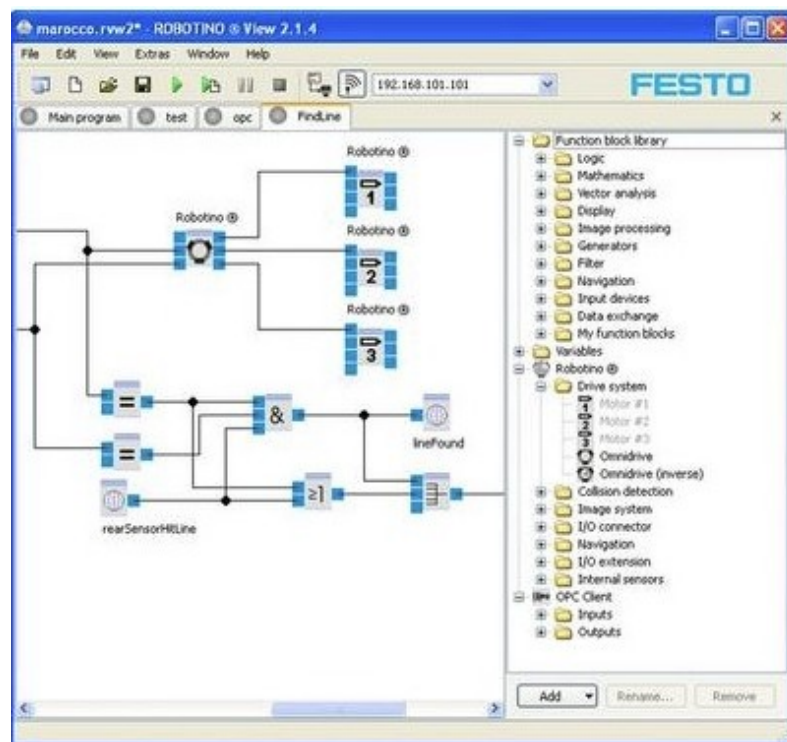 marocco.rvw2* - ROBOTINO ® View 2.1.4
File Edit View Extras Window Help
192.168.101.101
FESTO
Main program test opc FindLine
Robotino ®
1
Robotino ®
Robotino ®
2
Robotino ®
3
=
&
lineFound
=
≥1
rearSensorHitLine
Function block library
Logic
Mathematics
Vector analysis
Display
Image processing
Generators
Filter
Navigation
Input devices
Data exchange
My function blocks
Variables
Robotino ®
Drive system
1 Motor #1
2 Motor #2
3 Motor #3
Omnidrive
Omnidrive (inverse)
Collision detection
Image system
I/O connector
Navigation
I/O extension
Internal sensors
OPC Client
Inputs
Outputs
Add Rename... Remove